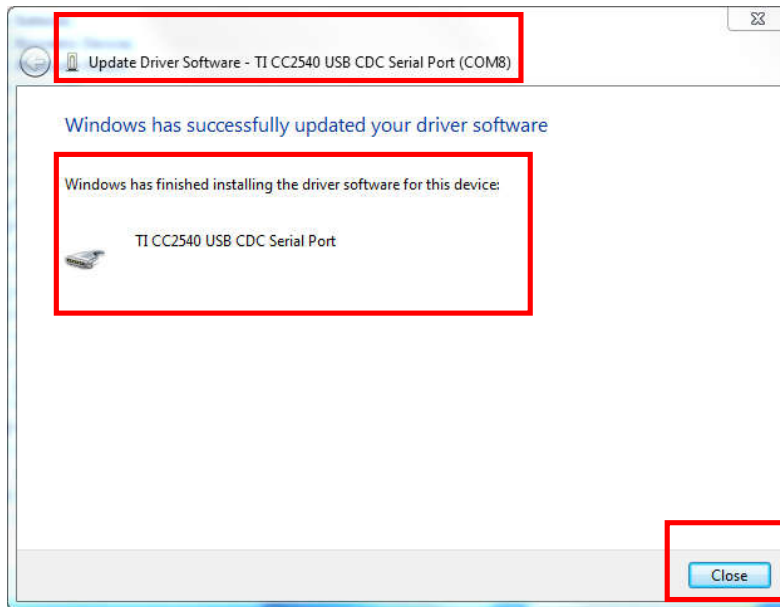 Update Driver Software - TI CC2540 USB CDC Serial Port (COM8)
Windows has successfully updated your driver software
Windows has finished installing the driver software for this device:
TI CC2540 USB CDC Serial Port
Close